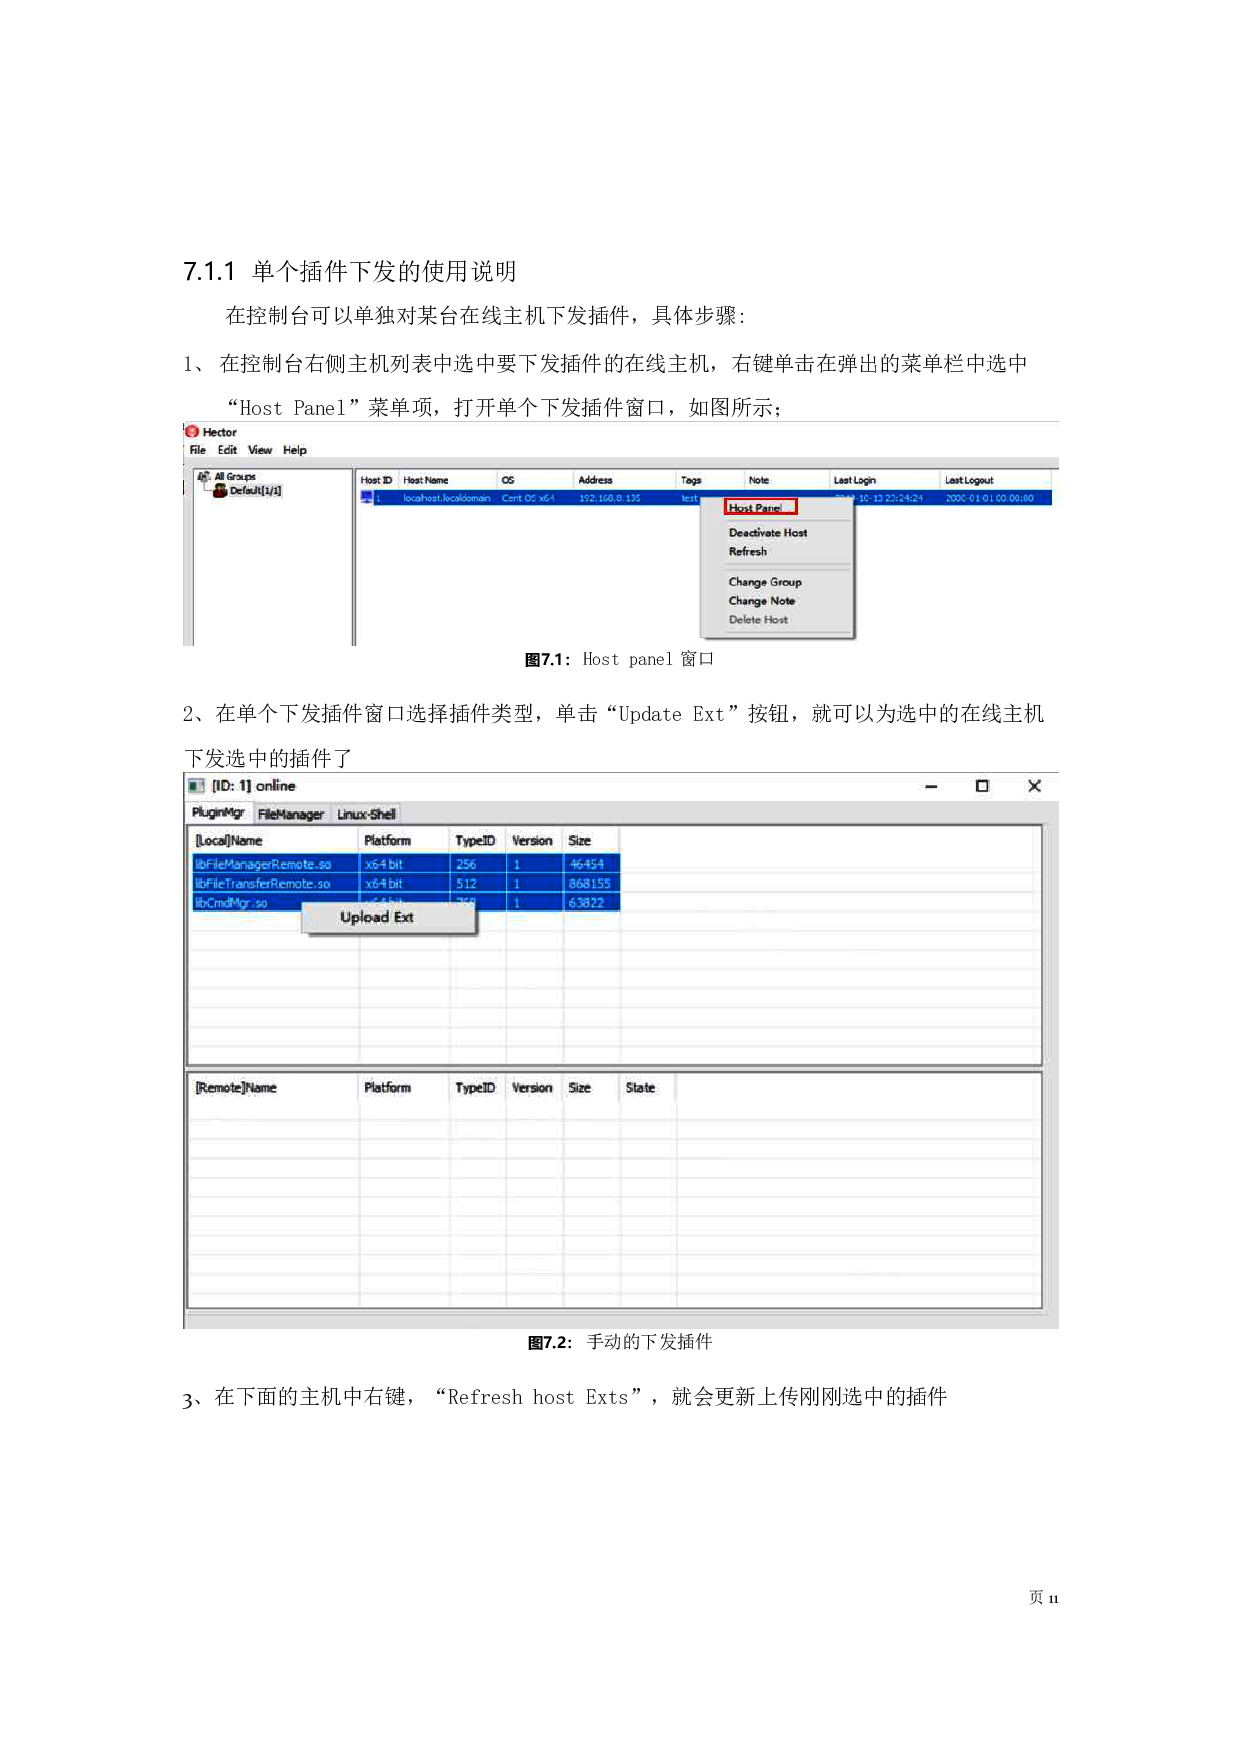 7.1.1 单个插件下发的使用说明
在控制台可以单独对某台在线主机下发插件，具体步骤:
1、 在控制台右侧主机列表中选中要下发插件的在线主机，右键单击在弹出的菜单栏中选中
“Host Panel”菜单项，打开单个下发插件窗口，如图所示;
Hector
File Edit View Help
All Groups
Default[1/1]
Host ID Host Name OS Address Tags Note Last Login Last Logout
1 localhost.localdomain Cent OS x64 192.168.8.135 test -10-13 23:24:24 2000-01-01 00:00:00
Host Panel
Deactivate Host
Refresh
Change Group
Change Note
Delete Host
图7.1: Host panel 窗口
2、在单个下发插件窗口选择插件类型，单击“Update Ext”按钮，就可以为选中的在线主机
下发选中的插件了
[ID: 1] online
PluginMgr FileManager Linux-Shell
[Local]Name Platform TypeID Version Size
libFileManagerRemote.so x64 bit 256 1 46454
libFileTransferRemote.so x64 bit 512 1 868155
libCmdMgr.so 1 63822
Upload Ext
[Remote]Name Platform TypeID Version Size State
图7.2: 手动的下发插件
3、在下面的主机中右键，“Refresh host Exts”，就会更新上传刚刚选中的插件
页 11